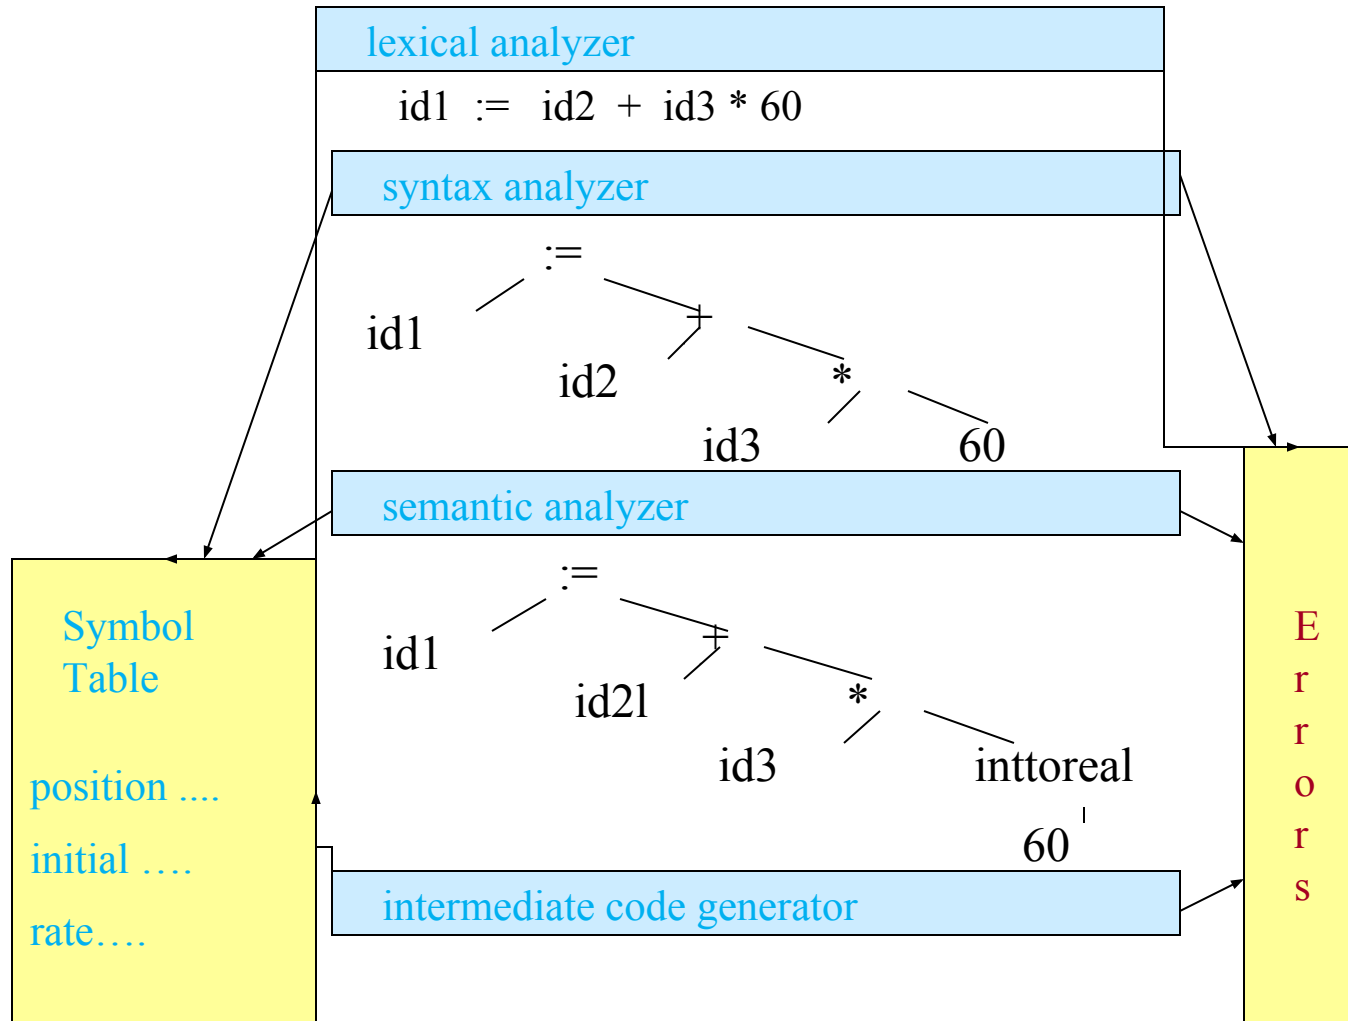 lexical analyzer
id1 := id2 + id3 * 60
syntax analyzer
:=
id1
+
id2
*
id3
60
semantic analyzer
:=
id1
+
id2l
*
id3
inttoreal
60
intermediate code generator
Symbol
Table
position ....
initial ….
rate….
E
r
r
o
r
s